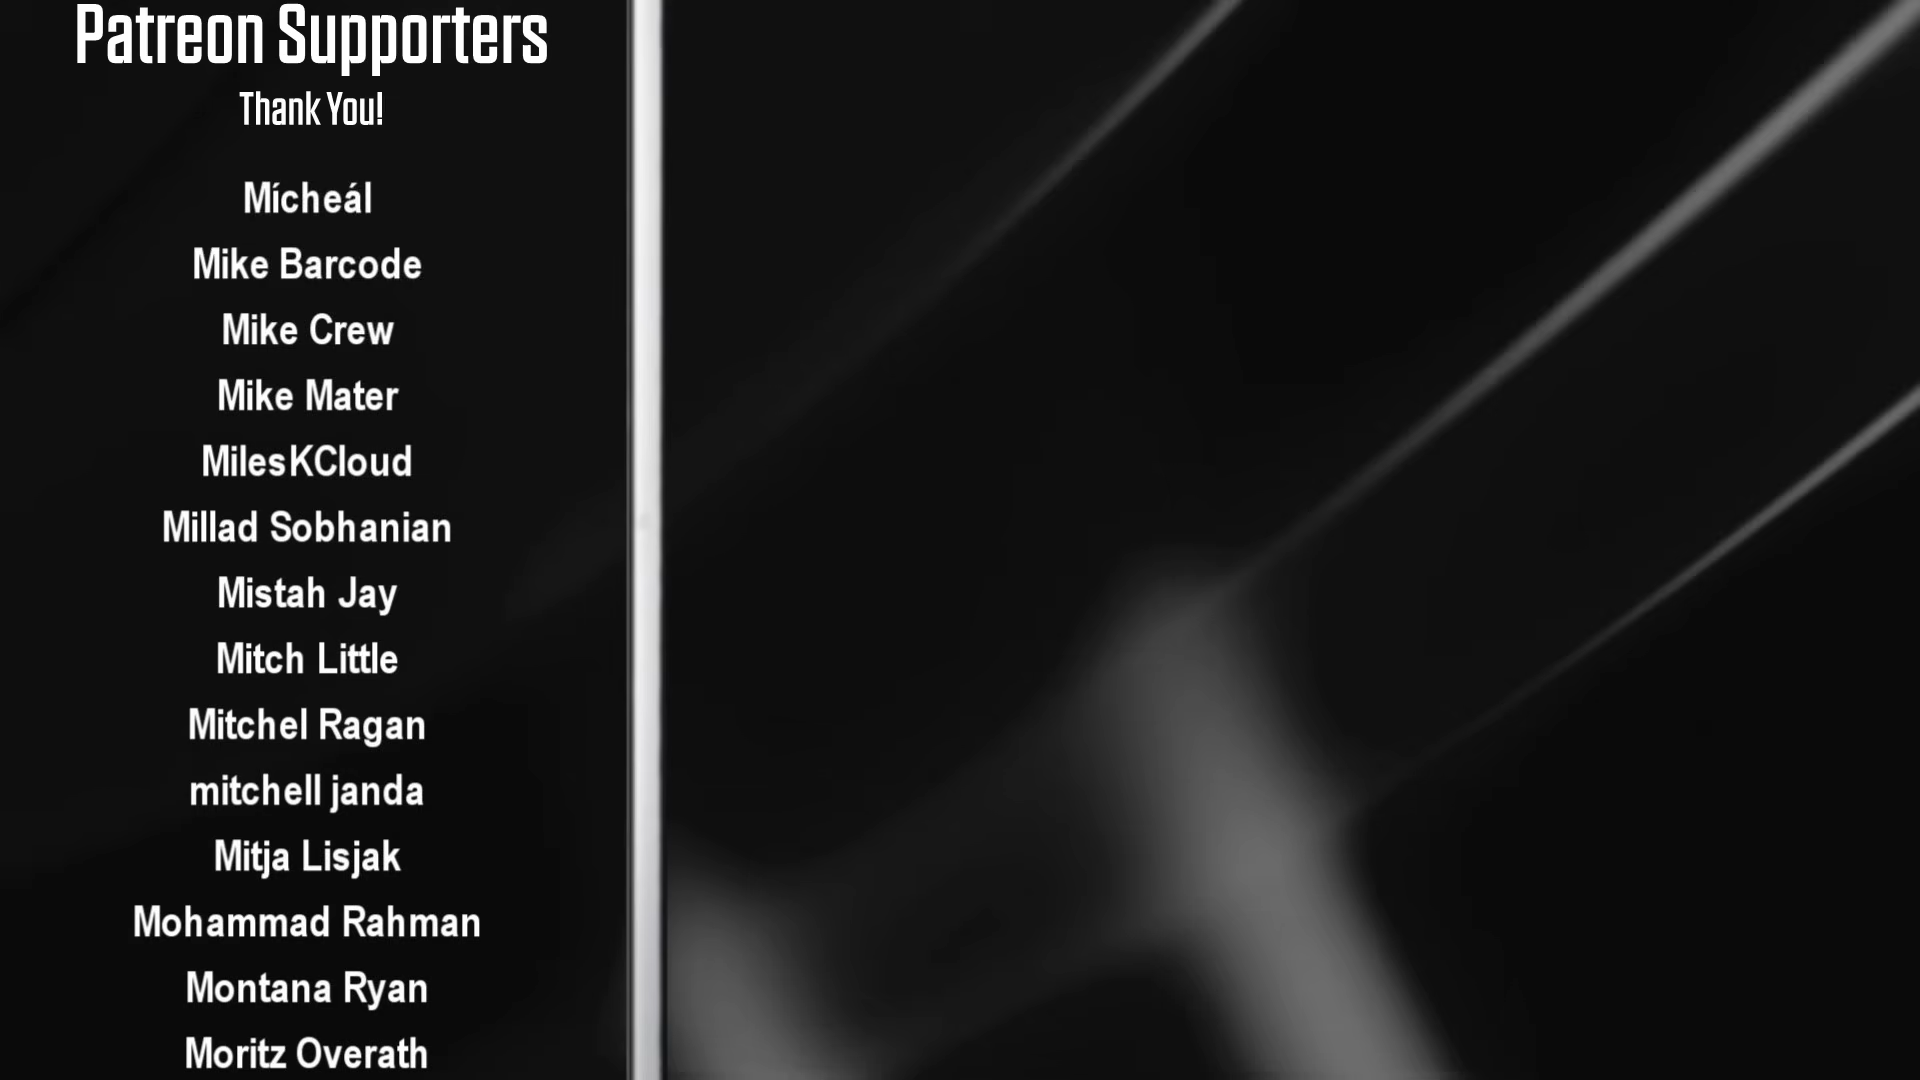 Patreon Supporters
Thank You!
Mícheál
Mike Barcode
Mike Crew
Mike Mater
MilesKCloud
Millad Sobhanian
Mistah Jay
Mitch Little
Mitchel Ragan
mitchell janda
Mitja Lisjak
Mohammad Rahman
Montana Ryan
Moritz Overath